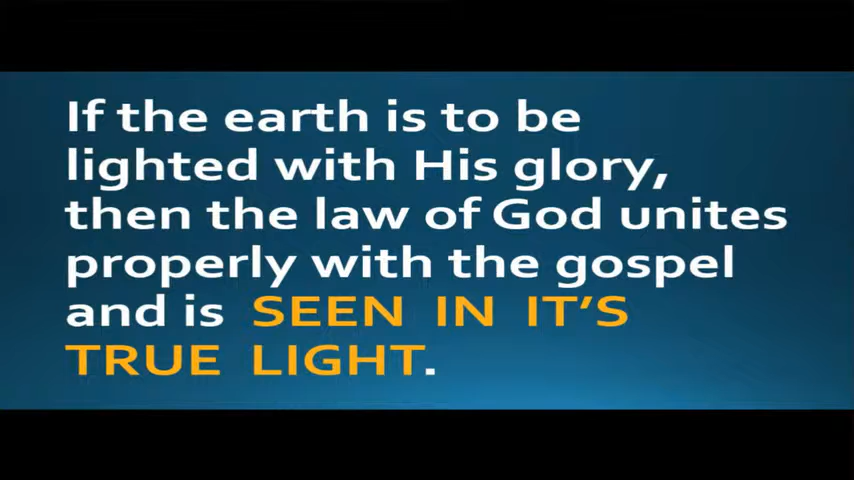 If the earth is to be
lighted with His glory,
then the law of God unites
properly with the gospel
and is SEEN IN IT’S
TRUE LIGHT.